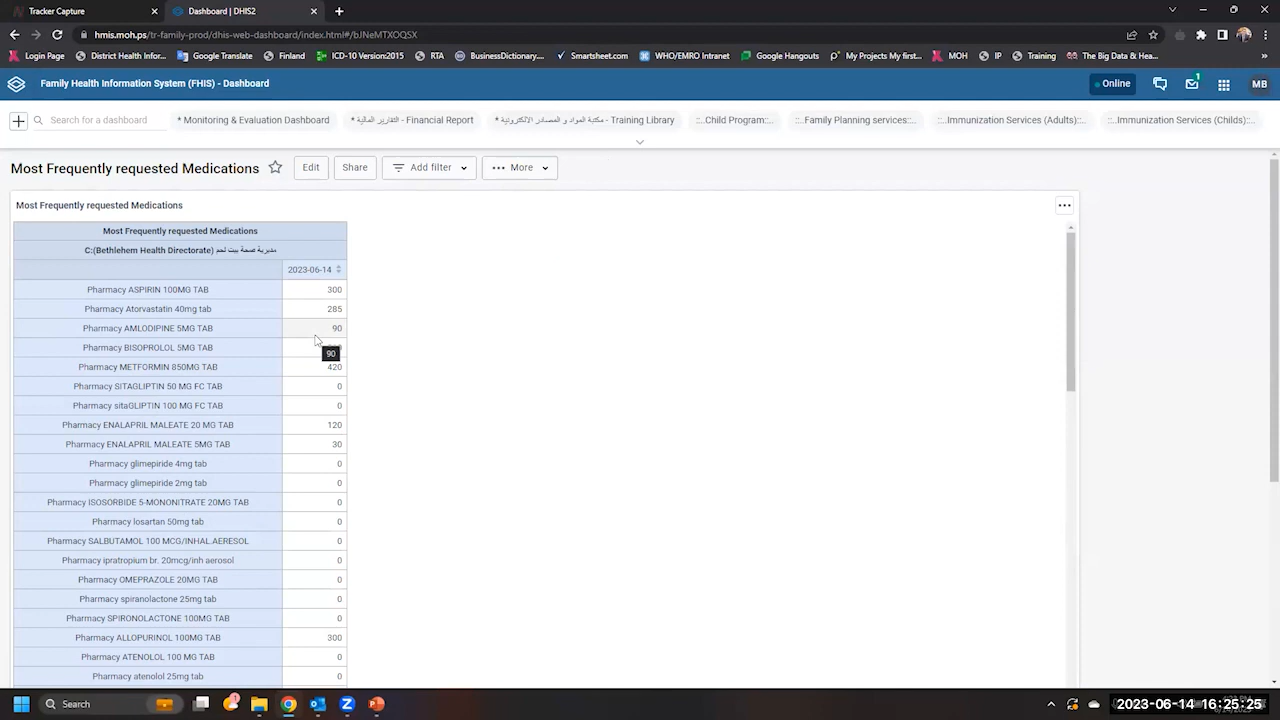 Tracker Capture
Dashboard | DHIS2
hmis.moh.ps/tr-family-prod/dhis-web-dashboard/index.html#/bJNeMTXOQSX
Login Page
District Health Infor...
Google Translate
Finland
ICD-10 Version2015)
RTA
BusinessDictionary....
Smartsheet.com
WHO/EMRO Intranet
Google Hangouts
My Projects My first...
MOH
IP
Training
The Big Data & Hea...
Family Health Information System (FHIS) - Dashboard
Online
1
MB
Search for a dashboard
* Monitoring & Evaluation Dashboard
* التقارير المالية - Financial Report
* مكتبة المواد و المصادر الالكترونية - Training Library
::..Child Program:..
::..Family Planning services:..
::..Immunization Services (Adults):..
::..Immunization Services (Childs):..
Most Frequently requested Medications
Edit
Share
Add filter
More
Most Frequently requested Medications
Most Frequently requested Medications
C:(Bethlehem Health Directorate) مديرية صحة بيت لحم
2023-06-14
Pharmacy ASPIRIN 100MG TAB 300
Pharmacy Atorvastatin 40mg tab 285
Pharmacy AMLODIPINE 5MG TAB 90
Pharmacy BISOPROLOL 5MG TAB
90
Pharmacy METFORMIN 850MG TAB 420
Pharmacy SITAGLIPTIN 50 MG FC TAB 0
Pharmacy sitaGLIPTIN 100 MG FC TAB 0
Pharmacy ENALAPRIL MALEATE 20 MG TAB 120
Pharmacy ENALAPRIL MALEATE 5MG TAB 30
Pharmacy glimepiride 4mg tab 0
Pharmacy glimepiride 2mg tab 0
Pharmacy ISOSORBIDE 5-MONONITRATE 20MG TAB 0
Pharmacy losartan 50mg tab 0
Pharmacy SALBUTAMOL 100 MCG/INHAL.AERESOL 0
Pharmacy ipratropium br. 20mcg/inh aerosol 0
Pharmacy OMEPRAZOLE 20MG TAB 0
Pharmacy spiranolactone 25mg tab 0
Pharmacy SPIRONOLACTONE 100MG TAB 0
Pharmacy ALLOPURINOL 100MG TAB 300
Pharmacy ATENOLOL 100 MG TAB 0
Pharmacy atenolol 25mg tab 0
Search
2023-06-14 16:25:25